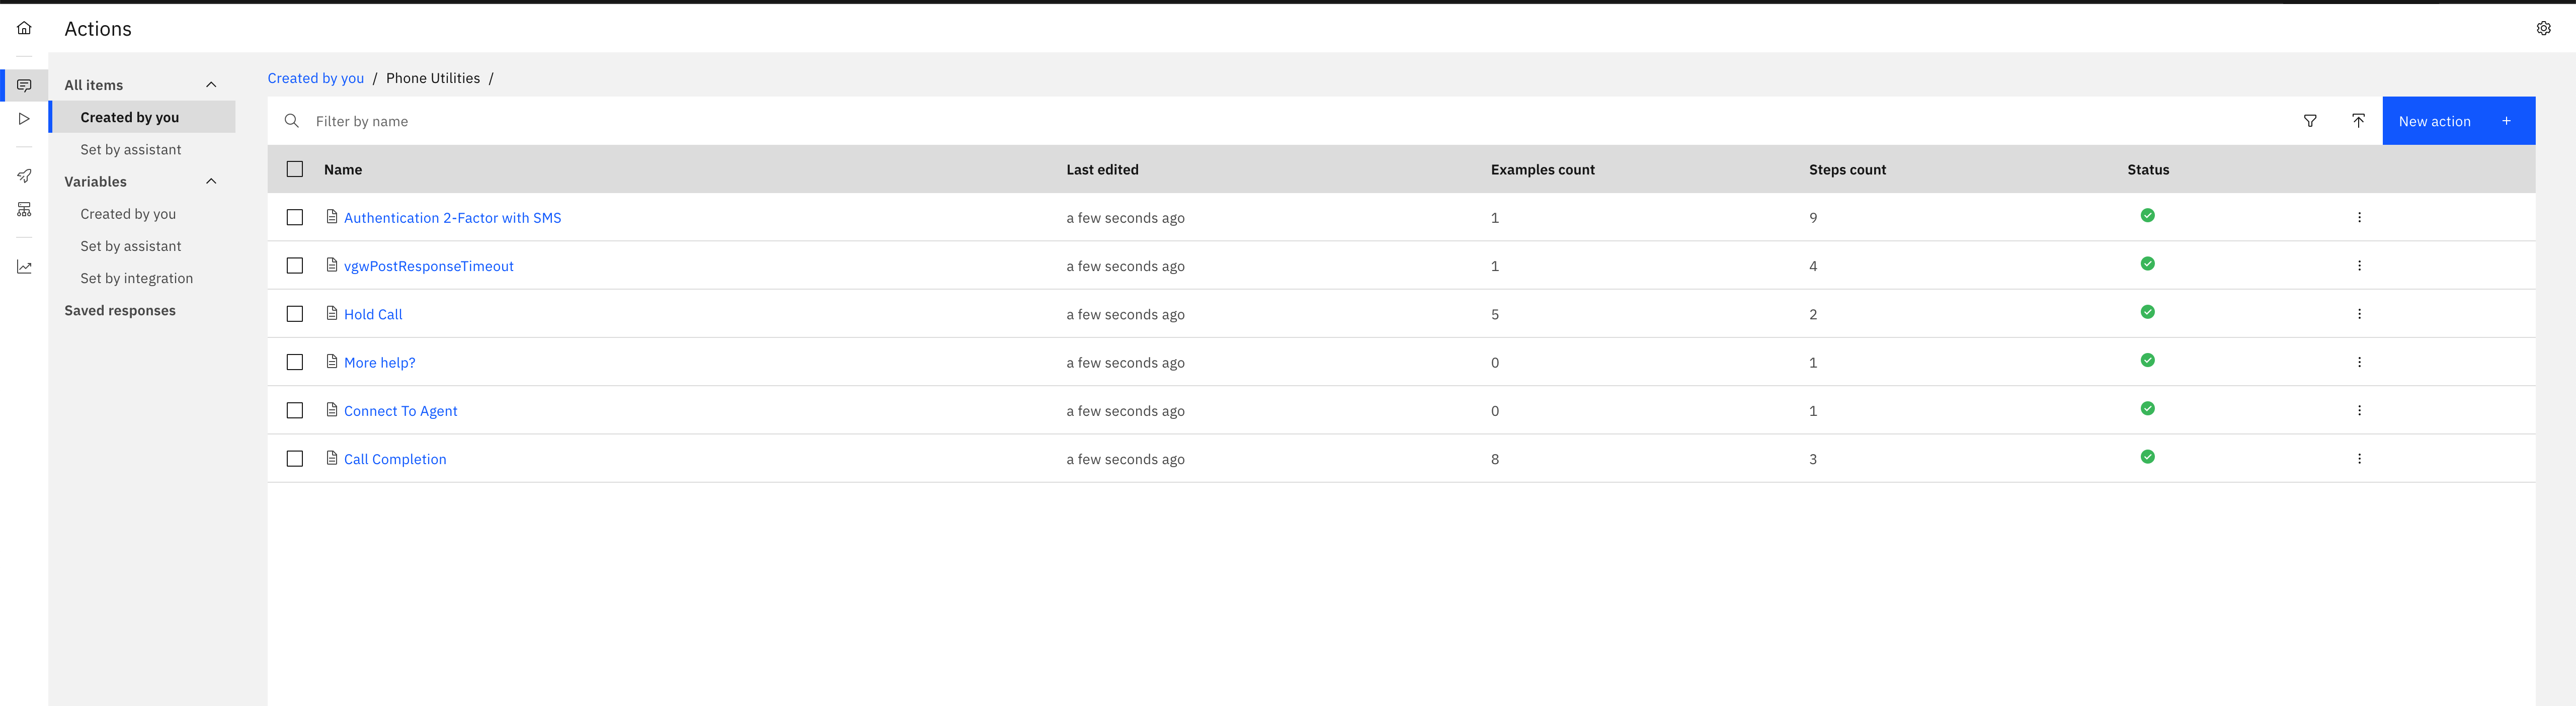 Actions
All items
Created by you
Set by assistant
Variables
Created by you
Set by assistant
Set by integration
Saved responses
Created by you / Phone Utilities /
Filter by name
New action +
Name Last edited Examples count Steps count Status
Authentication 2-Factor with SMS a few seconds ago 1 9
vgwPostResponseTimeout a few seconds ago 1 4
Hold Call a few seconds ago 5 2
More help? a few seconds ago 0 1
Connect To Agent a few seconds ago 0 1
Call Completion a few seconds ago 8 3